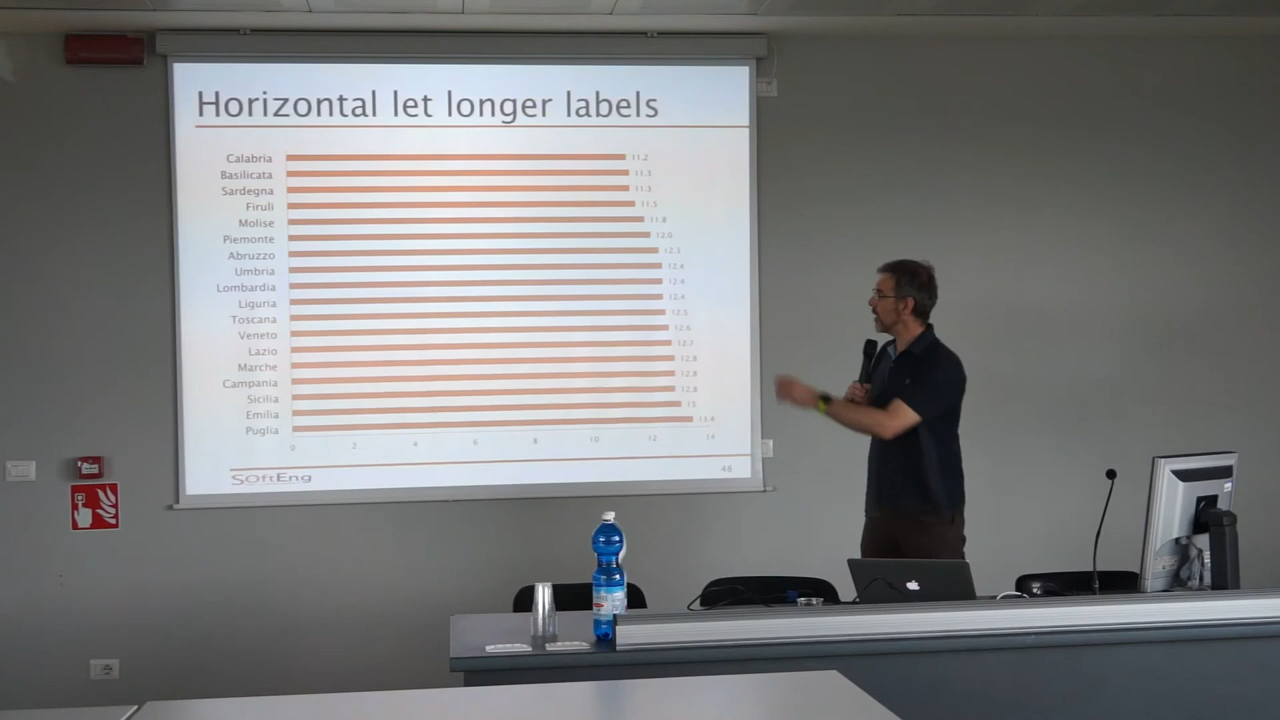 Horizontal let longer labels
Calabria 11.2
Basilicata 11.3
Sardegna 11.3
Firuli 11.5
Molise 11.8
Piemonte 12.0
Abruzzo 12.3
Umbria 12.4
Lombardia 12.4
Liguria 12.4
Toscana 12.5
Veneto 12.6
Lazio 12.7
Marche 12.8
Campania 12.8
Sicilia 12.8
Emilia 13
Puglia 13.4
0 2 4 6 8 10 12 14
SOftEng 48